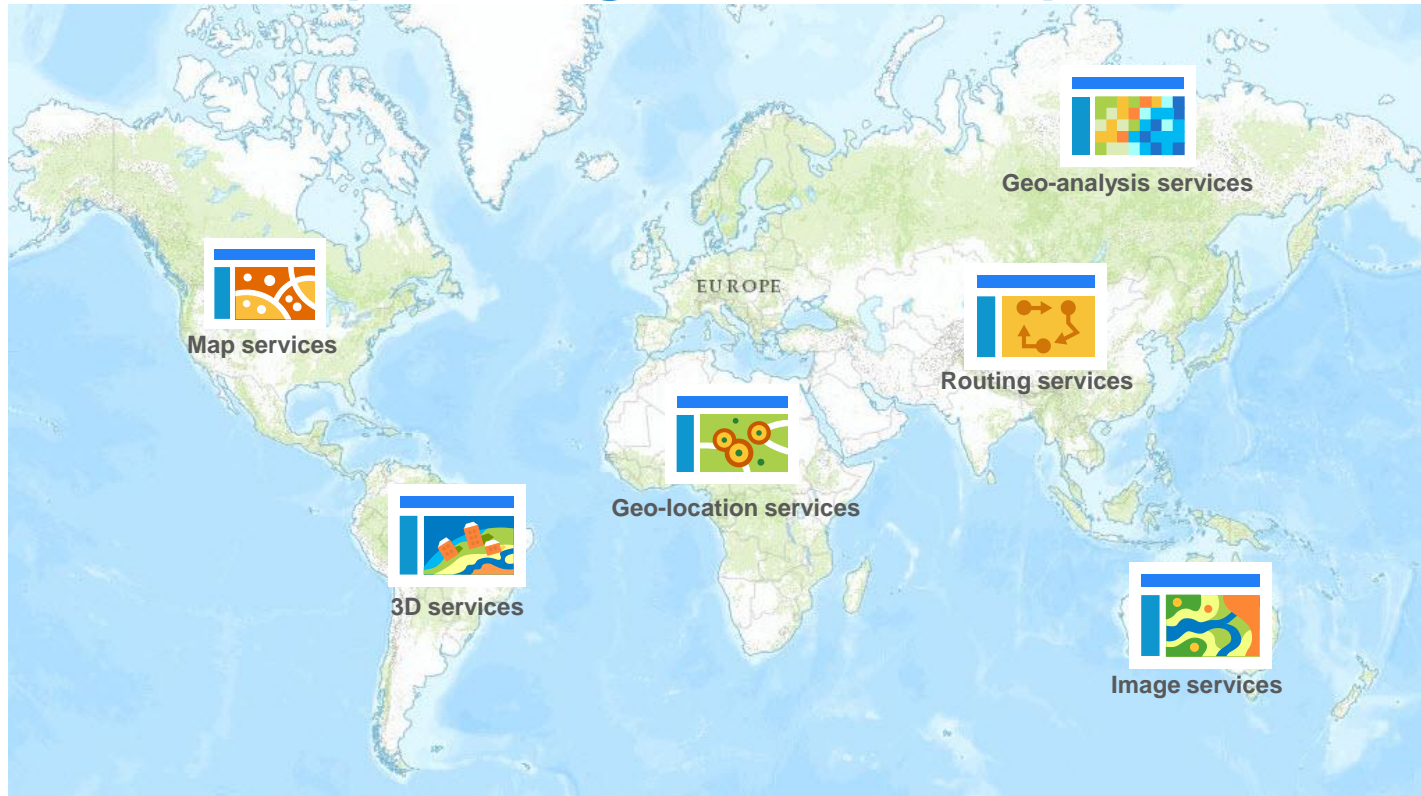 Geo-analysis services
EUROPE
Map services
Routing services
Geo-location services
3D services
Image services